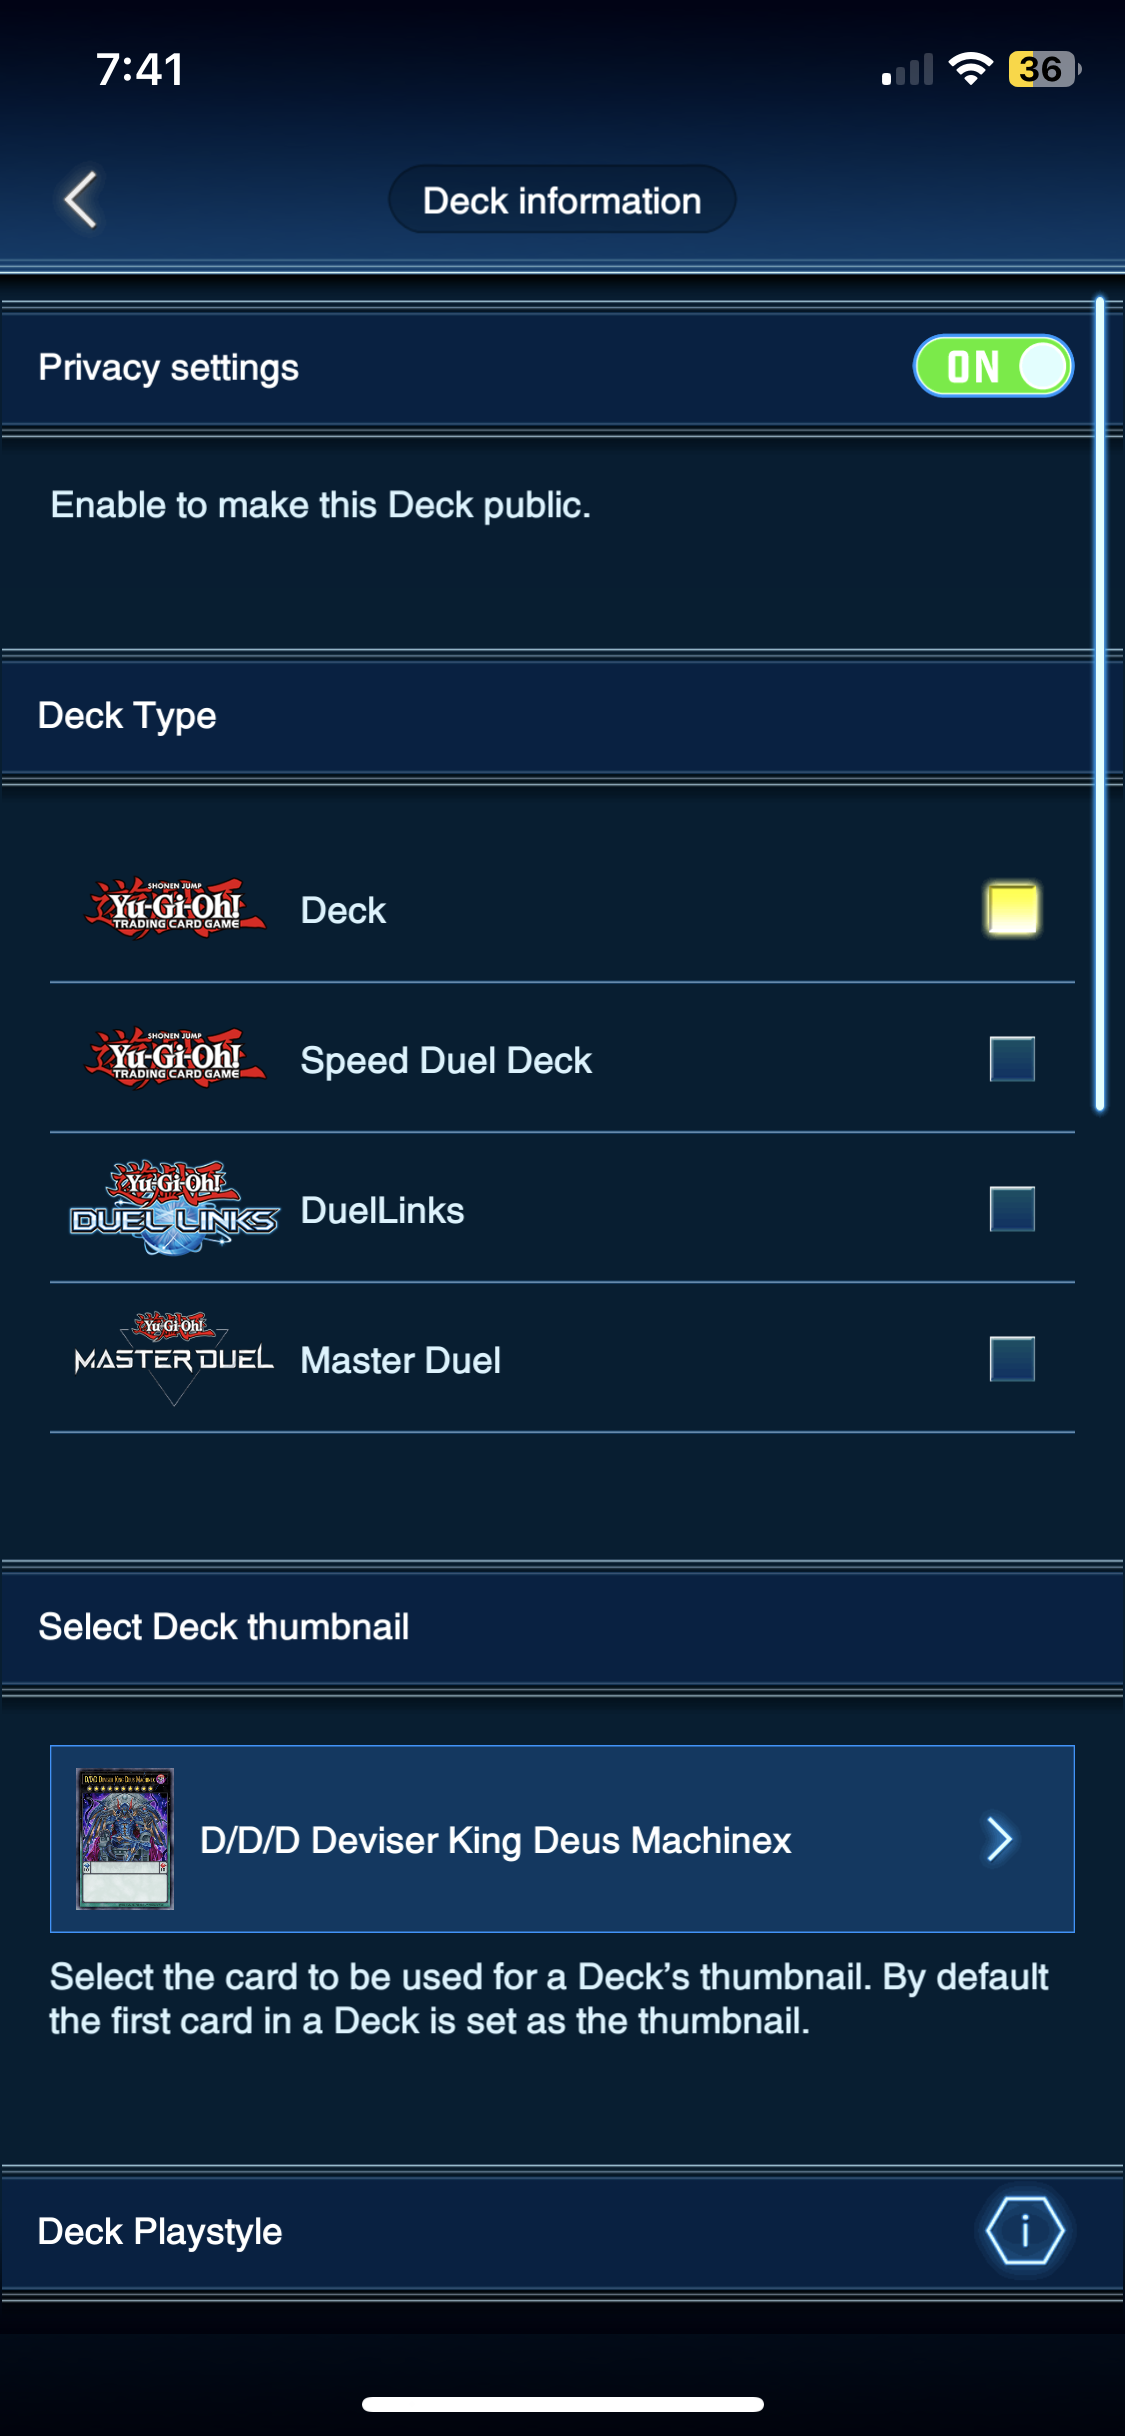 7:41
36
Deck information
Privacy settings
ON
Enable to make this Deck public.
Deck Type
SHONEN JUMP
Yu-Gi-Oh!
TRADING CARD GAME
Deck
SHONEN JUMP
Yu-Gi-Oh!
TRADING CARD GAME
Speed Duel Deck
Yu-Gi-Oh!
DUEL LINKS
DuelLinks
Yu-Gi-Oh!
MASTER DUEL
Master Duel
Select Deck thumbnail
D/D/D Deviser King Deus Machinex
D/D/D Deviser King Deus Machinex
Select the card to be used for a Deck’s thumbnail. By default
the first card in a Deck is set as the thumbnail.
Deck Playstyle
i